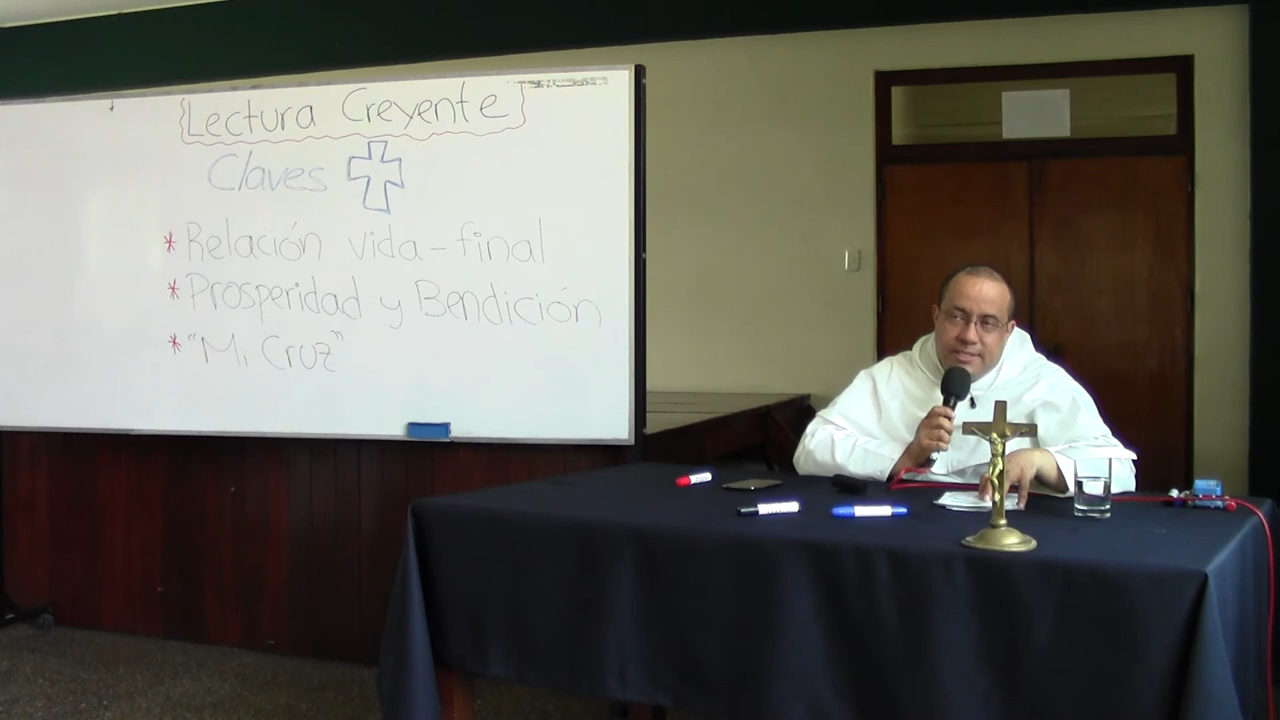 Lectura Creyente
Claves
* Relación vida - final
* Prosperidad y Bendición
* "Mi Cruz"